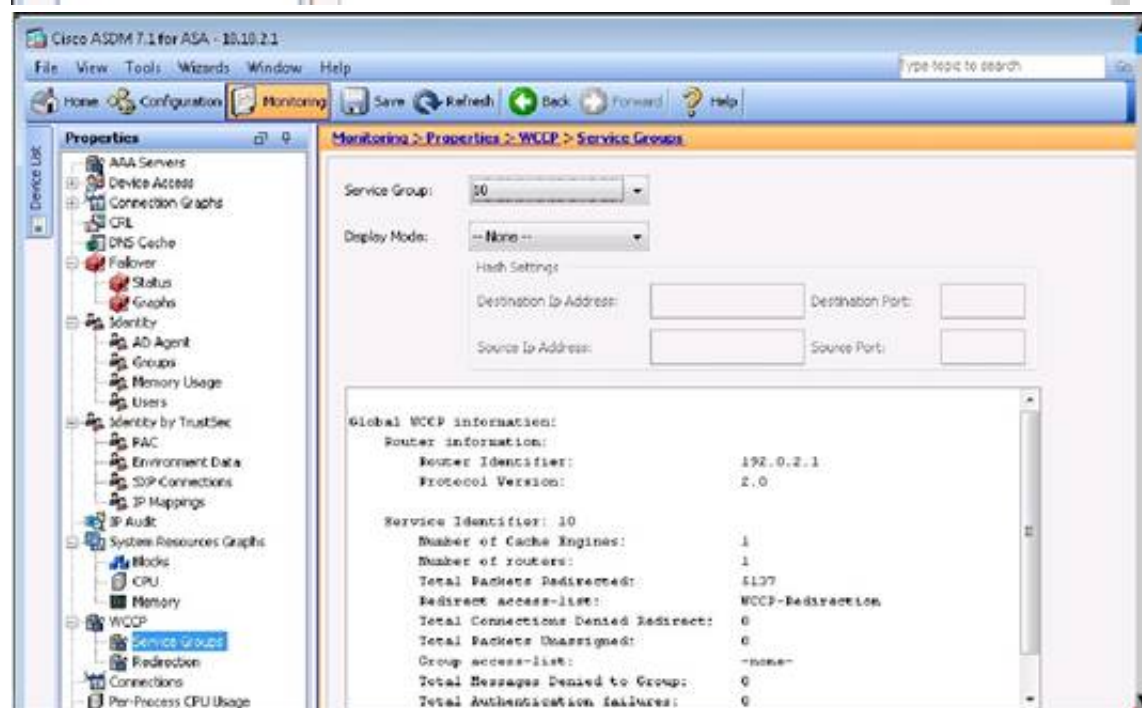 Cisco ASDM 7.1 for ASA - 10.10.2.1
File View Tools Wizards Window Help
Type topic to search
Go
Home Configuration Monitoring Save Refresh Back Forward Help
Device List
Properties
AAA Servers
Device Access
Connection Graphs
CRL
DNS Cache
Failover
Status
Graphs
Identity
AD Agent
Groups
Memory Usage
Users
Identity by TrustSec
PAC
Environment Data
SXP Connections
IP Mappings
IP Audit
System Resources Graphs
Blocks
CPU
Memory
WCCP
Service Groups
Redirection
Connections
Per-Process CPU Usage
Monitoring > Properties > WCCP > Service Groups
Service Group: 10
Display Mode: -- None --
Hash Settings
Destination Ip Address: Destination Port:
Source Ip Address: Source Port:
Global WCCP information:
Router information:
Router Identifier: 192.0.2.1
Protocol Version: 2.0
Service Identifier: 10
Number of Cache Engines: 1
Number of routers: 1
Total Packets Redirected: 5137
Redirect access-list: WCCP-Redirection
Total Connections Denied Redirect: 0
Total Packets Unassigned: 0
Group access-list: -none-
Total Messages Denied to Group: 0
Total Authentication failures: 0